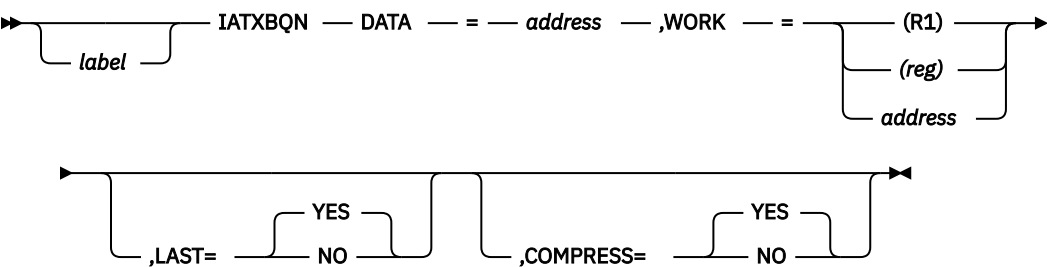 IATXBQN DATA = address ,WORK = (R1)
label
(reg)
address
YES YES
,LAST= NO ,COMPRESS= NO